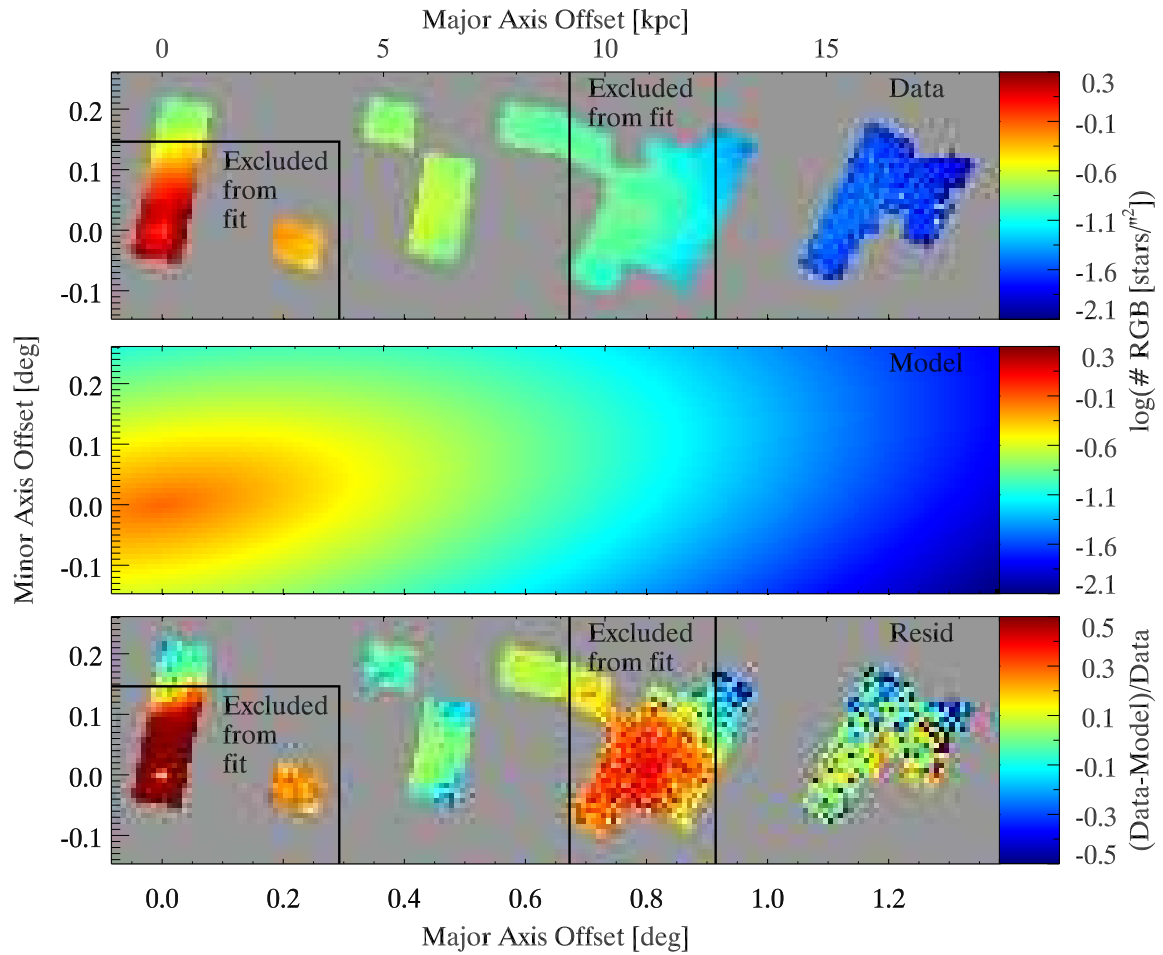 Major Axis Offset [kpc]
0 5 10 15
Excluded from fit
Data
Excluded
from
fit
0.2
0.1
0.0
-0.1
0.3
-0.1
-0.6
-1.1
-1.6
-2.1
Model
0.2
0.1
0.0
-0.1
0.3
-0.1
-0.6
-1.1
-1.6
-2.1
log(# RGB [stars/"²])
Minor Axis Offset [deg]
Excluded
from fit
Resid
Excluded
from
fit
0.2
0.1
0.0
-0.1
0.5
0.3
0.1
-0.1
-0.3
-0.5
(Data-Model)/Data
0.0 0.2 0.4 0.6 0.8 1.0 1.2
Major Axis Offset [deg]